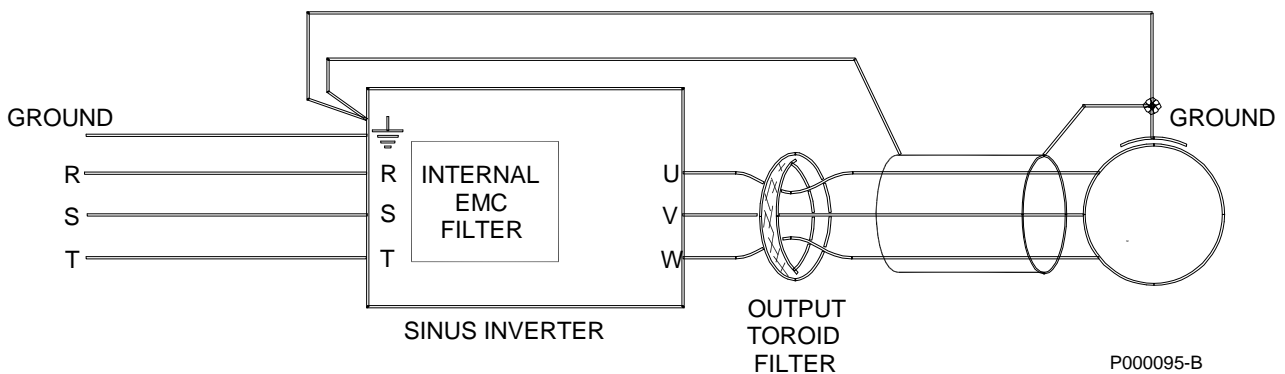 GROUND
R
S
T
R
S
T
INTERNAL
EMC
FILTER
U
V
W
SINUS INVERTER
OUTPUT
TOROID
FILTER
GROUND
P000095-B